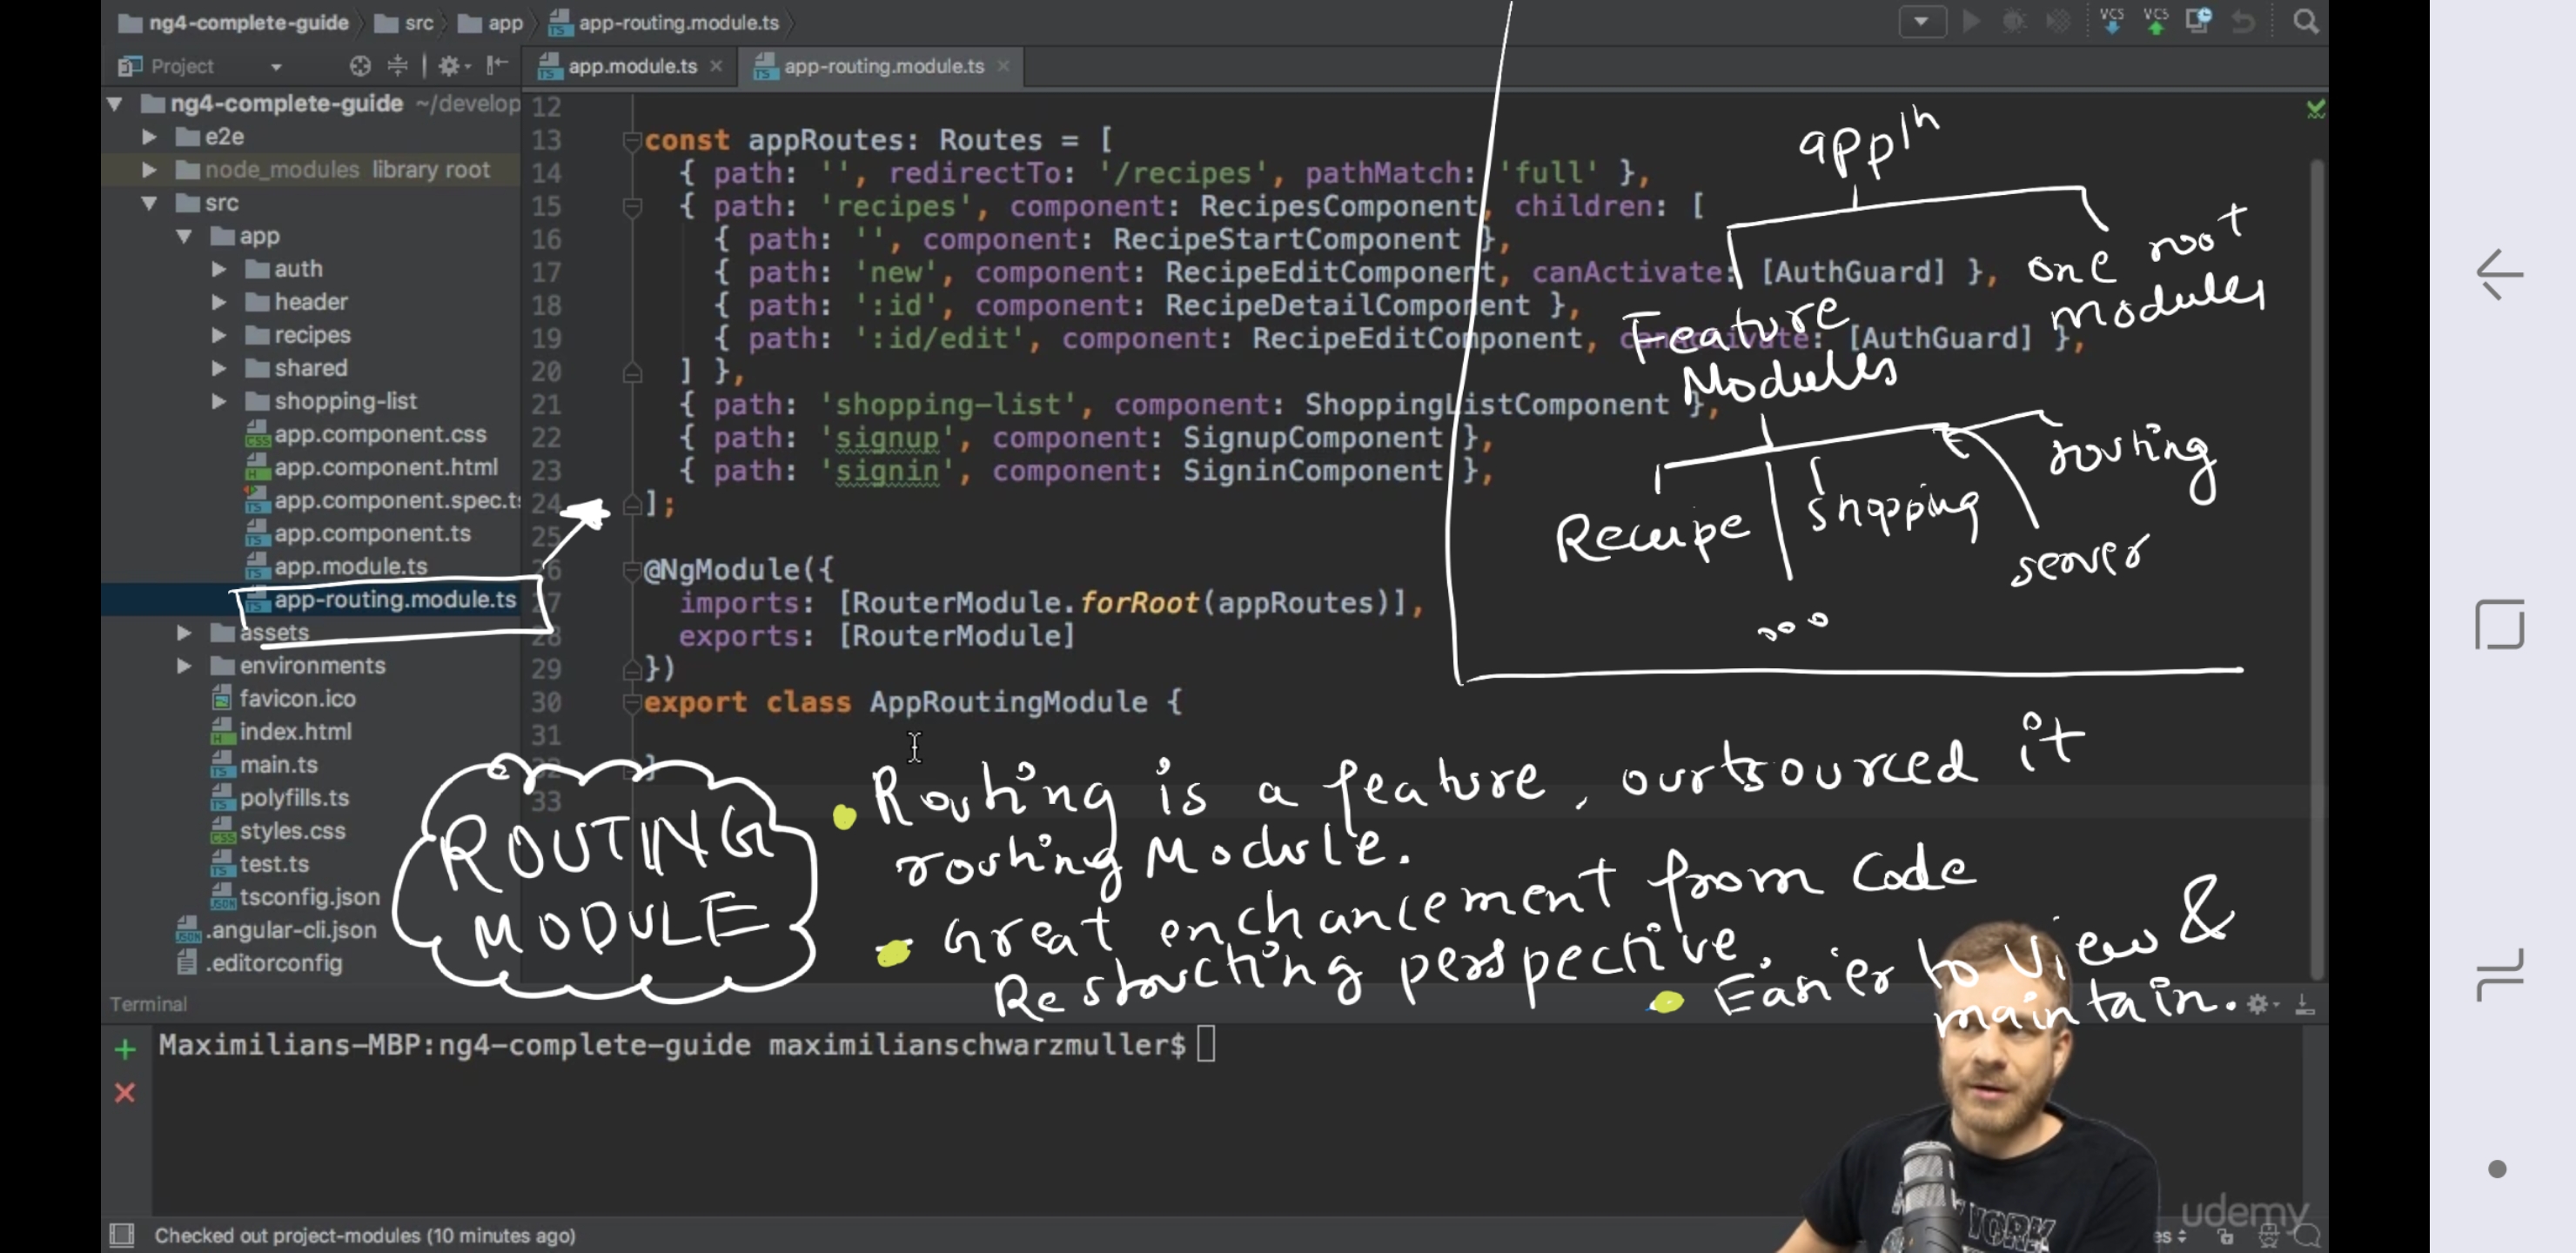 ng4-complete-guide src app app-routing.module.ts
VCS VCS
Project
app.module.ts app-routing.module.ts
ng4-complete-guide ~/develop
e2e
node_modules library root
src
app
auth
header
recipes
shared
shopping-list
app.component.css
app.component.html
app.component.spec.ts
app.component.ts
app.module.ts
app-routing.module.ts
assets
environments
favicon.ico
index.html
main.ts
polyfills.ts
styles.css
test.ts
tsconfig.json
.angular-cli.json
.editorconfig
12
13 const appRoutes: Routes = [
14 { path: '', redirectTo: '/recipes', pathMatch: 'full' },
15 { path: 'recipes', component: RecipesComponent, children: [
16 { path: '', component: RecipeStartComponent },
17 { path: 'new', component: RecipeEditComponent, canActivate: [AuthGuard] },
18 { path: ':id', component: RecipeDetailComponent },
19 { path: ':id/edit', component: RecipeEditComponent, canActivate: [AuthGuard] },
20 ] },
21 { path: 'shopping-list', component: ShoppingListComponent },
22 { path: 'signup', component: SignupComponent },
23 { path: 'signin', component: SigninComponent },
24 ];
25
26 @NgModule({
27 imports: [RouterModule.forRoot(appRoutes)],
28 exports: [RouterModule]
29 })
30 export class AppRoutingModule {
31
32 }
33
appln
one root
modules
Feature
Modules
Recipe shopping server routing
...
ROUTING
MODULE
Routing is a feature, ourtsourced it
routing Module.
Great enchancement from Code
Restructing perspective.
Easier to view &
maintain.
Terminal
Maximilians-MBP:ng4-complete-guide maximilianschwarzmuller$
YORK
udemy
Checked out project-modules (10 minutes ago)